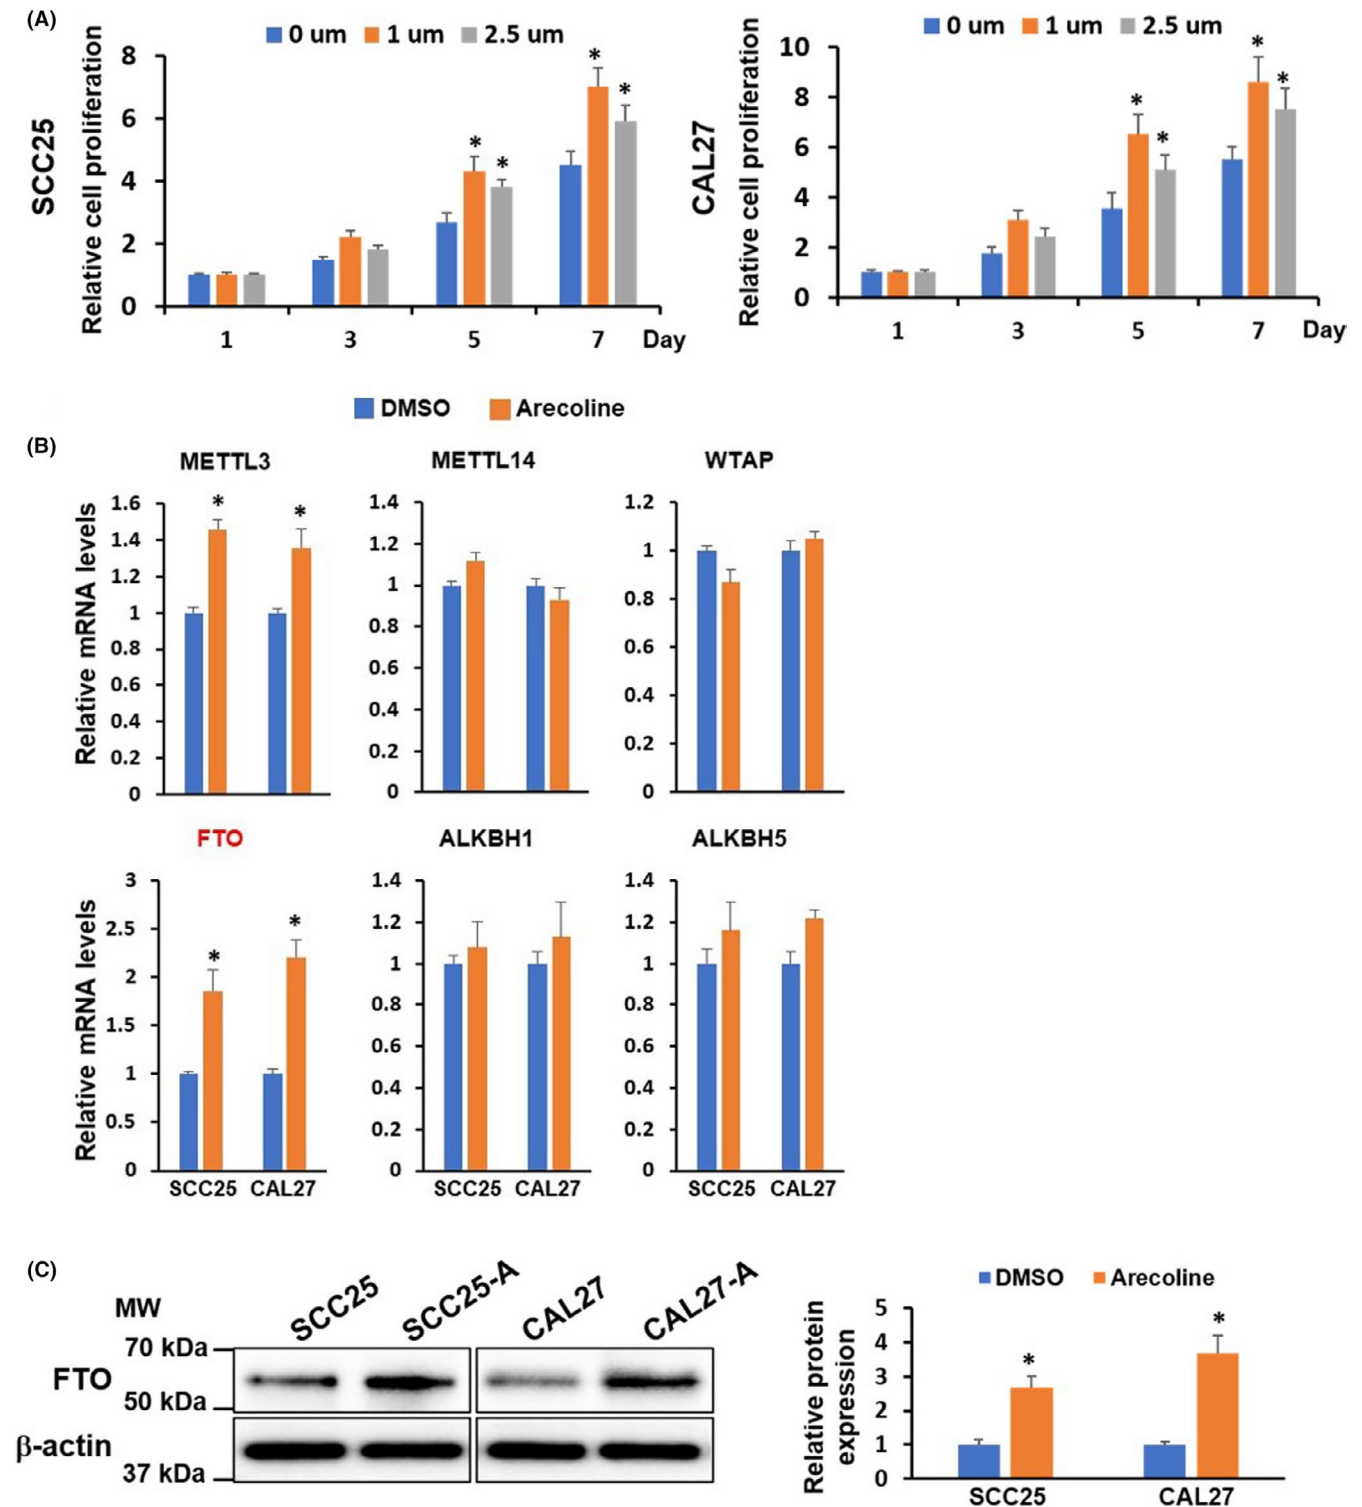 (A)
0 um 1 um 2.5 um
SCC25
Relative cell proliferation
8
6
4
2
0
* * * *
1 3 5 7 Day
0 um 1 um 2.5 um
CAL27
Relative cell proliferation
10
8
6
4
2
0
* * * *
1 3 5 7 Day
DMSO Arecoline
(B)
METTL3
Relative mRNA levels
1.6
1.4
1.2
1
0.8
0.6
0.4
0.2
0
* *
METTL14
1.4
1.2
1
0.8
0.6
0.4
0.2
0
WTAP
1.2
1
0.8
0.6
0.4
0.2
0
FTO
Relative mRNA levels
3
2.5
2
1.5
1
0.5
0
* *
SCC25 CAL27
ALKBH1
1.4
1.2
1
0.8
0.6
0.4
0.2
0
SCC25 CAL27
ALKBH5
1.4
1.2
1
0.8
0.6
0.4
0.2
0
SCC25 CAL27
(C)
MW
SCC25 SCC25-A CAL27 CAL27-A
70 kDa
FTO
50 kDa
β-actin
37 kDa
DMSO Arecoline
Relative protein
expression
5
4
3
2
1
0
* *
SCC25 CAL27